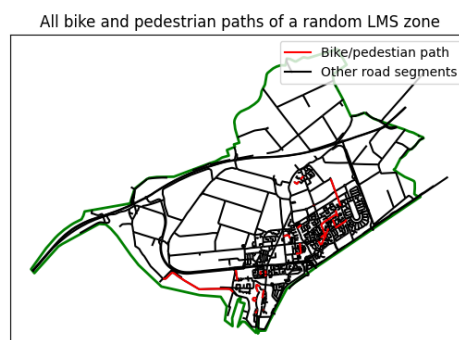 All bike and pedestrian paths of a random LMS zone
Bike/pedestian path
Other road segments